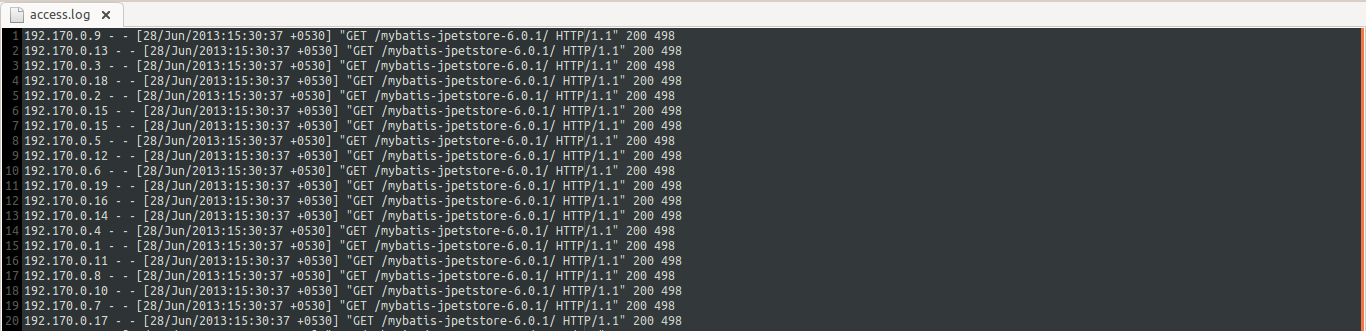 access.log ×
1 192.170.0.9 - - [28/Jun/2013:15:30:37 +0530] "GET /mybatis-jpetstore-6.0.1/ HTTP/1.1" 200 498
2 192.170.0.13 - - [28/Jun/2013:15:30:37 +0530] "GET /mybatis-jpetstore-6.0.1/ HTTP/1.1" 200 498
3 192.170.0.3 - - [28/Jun/2013:15:30:37 +0530] "GET /mybatis-jpetstore-6.0.1/ HTTP/1.1" 200 498
4 192.170.0.18 - - [28/Jun/2013:15:30:37 +0530] "GET /mybatis-jpetstore-6.0.1/ HTTP/1.1" 200 498
5 192.170.0.2 - - [28/Jun/2013:15:30:37 +0530] "GET /mybatis-jpetstore-6.0.1/ HTTP/1.1" 200 498
6 192.170.0.15 - - [28/Jun/2013:15:30:37 +0530] "GET /mybatis-jpetstore-6.0.1/ HTTP/1.1" 200 498
7 192.170.0.15 - - [28/Jun/2013:15:30:37 +0530] "GET /mybatis-jpetstore-6.0.1/ HTTP/1.1" 200 498
8 192.170.0.5 - - [28/Jun/2013:15:30:37 +0530] "GET /mybatis-jpetstore-6.0.1/ HTTP/1.1" 200 498
9 192.170.0.12 - - [28/Jun/2013:15:30:37 +0530] "GET /mybatis-jpetstore-6.0.1/ HTTP/1.1" 200 498
10 192.170.0.6 - - [28/Jun/2013:15:30:37 +0530] "GET /mybatis-jpetstore-6.0.1/ HTTP/1.1" 200 498
11 192.170.0.19 - - [28/Jun/2013:15:30:37 +0530] "GET /mybatis-jpetstore-6.0.1/ HTTP/1.1" 200 498
12 192.170.0.16 - - [28/Jun/2013:15:30:37 +0530] "GET /mybatis-jpetstore-6.0.1/ HTTP/1.1" 200 498
13 192.170.0.14 - - [28/Jun/2013:15:30:37 +0530] "GET /mybatis-jpetstore-6.0.1/ HTTP/1.1" 200 498
14 192.170.0.4 - - [28/Jun/2013:15:30:37 +0530] "GET /mybatis-jpetstore-6.0.1/ HTTP/1.1" 200 498
15 192.170.0.1 - - [28/Jun/2013:15:30:37 +0530] "GET /mybatis-jpetstore-6.0.1/ HTTP/1.1" 200 498
16 192.170.0.11 - - [28/Jun/2013:15:30:37 +0530] "GET /mybatis-jpetstore-6.0.1/ HTTP/1.1" 200 498
17 192.170.0.8 - - [28/Jun/2013:15:30:37 +0530] "GET /mybatis-jpetstore-6.0.1/ HTTP/1.1" 200 498
18 192.170.0.10 - - [28/Jun/2013:15:30:37 +0530] "GET /mybatis-jpetstore-6.0.1/ HTTP/1.1" 200 498
19 192.170.0.7 - - [28/Jun/2013:15:30:37 +0530] "GET /mybatis-jpetstore-6.0.1/ HTTP/1.1" 200 498
20 192.170.0.17 - - [28/Jun/2013:15:30:37 +0530] "GET /mybatis-jpetstore-6.0.1/ HTTP/1.1" 200 498